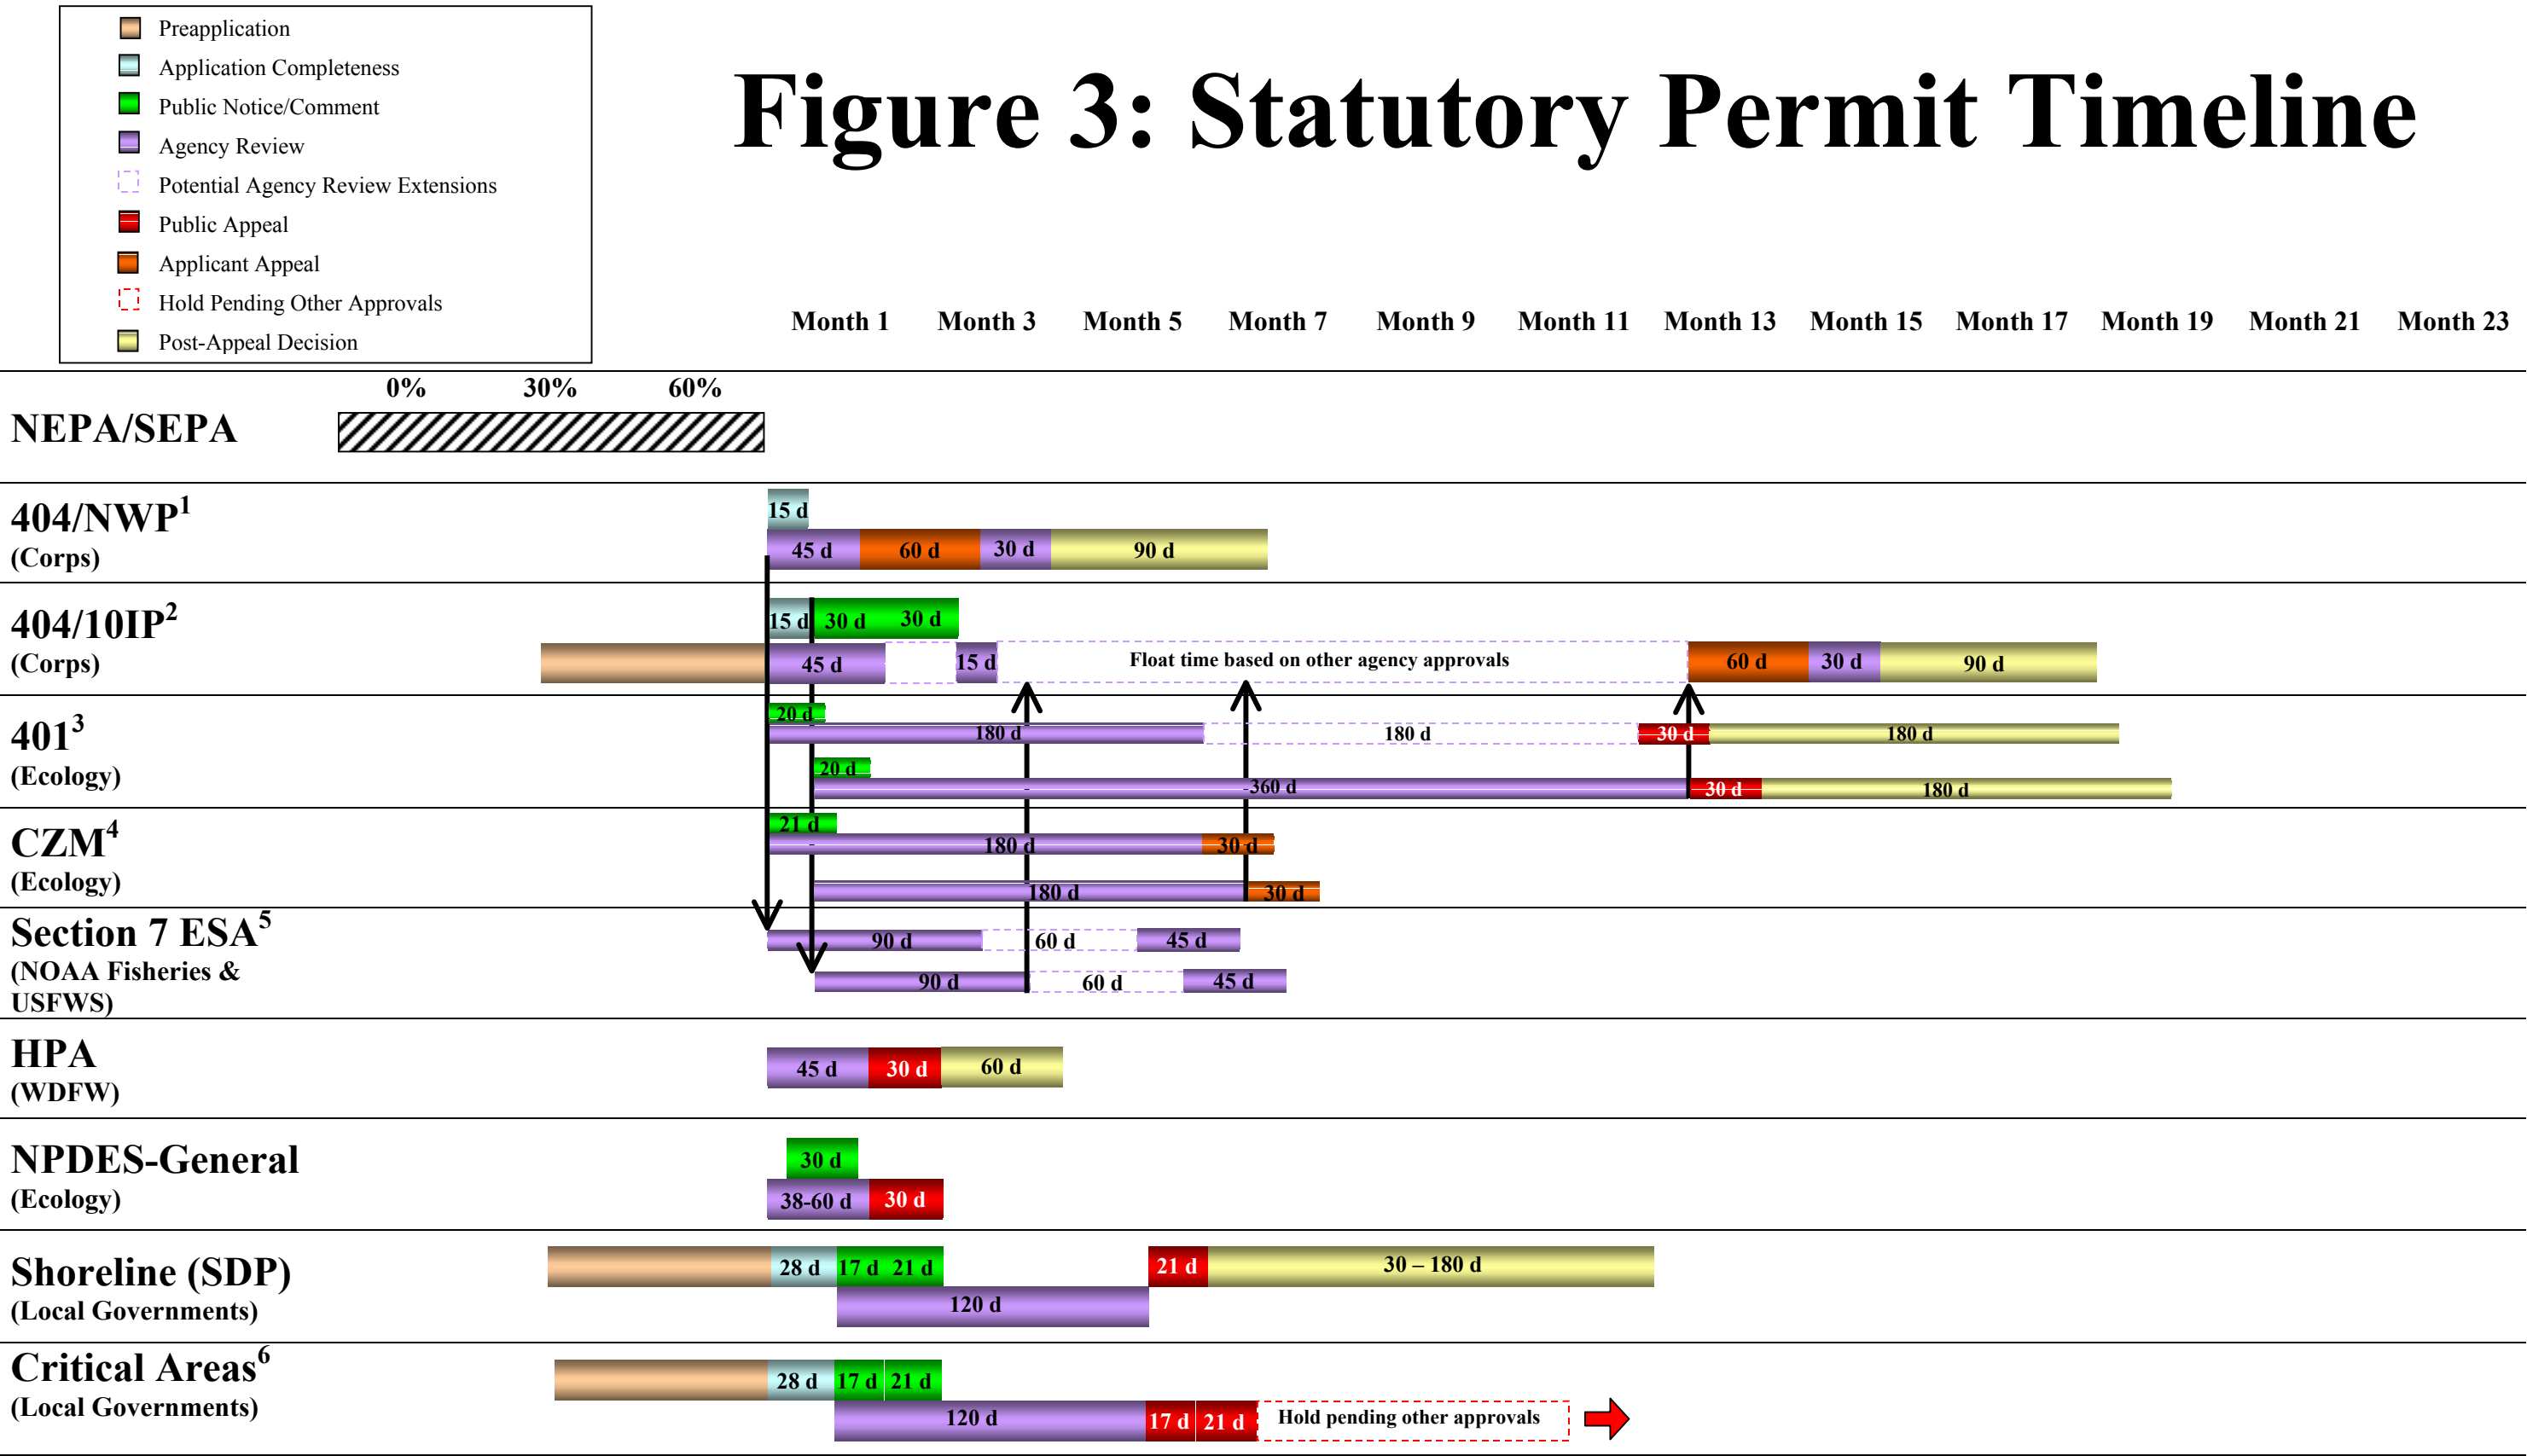 Preapplication
Application Completeness
Public Notice/Comment
Agency Review
Potential Agency Review Extensions
Public Appeal
Applicant Appeal
Hold Pending Other Approvals
Post-Appeal Decision
Figure 3: Statutory Permit Timeline
Month 1 Month 3 Month 5 Month 7 Month 9 Month 11 Month 13 Month 15 Month 17 Month 19 Month 21 Month 23
0% 30% 60%
NEPA/SEPA
404/NWP1
(Corps)
15 d
45 d 60 d 30 d 90 d
404/10IP2
(Corps)
15 d 30 d 30 d
45 d 15 d Float time based on other agency approvals 60 d 30 d 90 d
4013
(Ecology)
20 d
180 d 180 d 30 d 180 d
20 d
360 d 30 d 180 d
CZM4
(Ecology)
21 d
180 d 30 d
180 d 30 d
Section 7 ESA5
(NOAA Fisheries &
USFWS)
90 d 60 d 45 d
90 d 60 d 45 d
HPA
(WDFW)
45 d 30 d 60 d
NPDES-General
(Ecology)
30 d
38-60 d 30 d
Shoreline (SDP)
(Local Governments)
28 d 17 d 21 d 21 d 30 – 180 d
120 d
Critical Areas6
(Local Governments)
28 d 17 d 21 d
120 d 17 d 21 d Hold pending other approvals